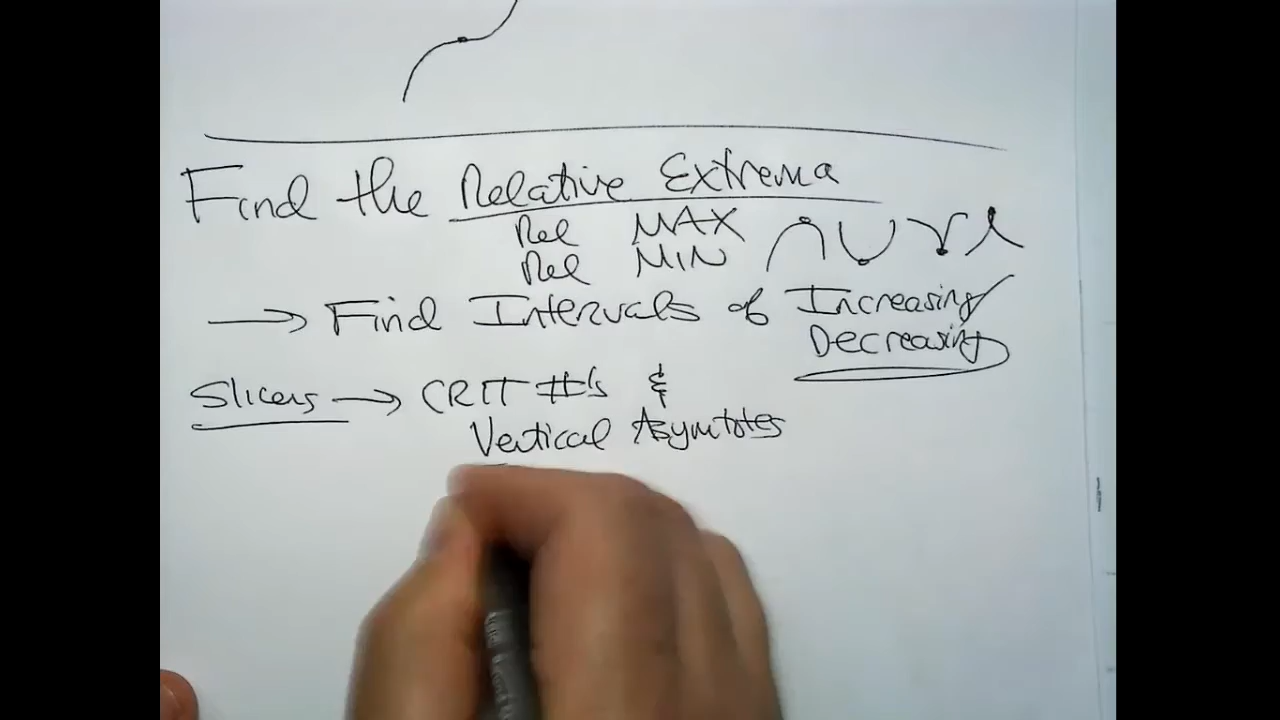 Find the Relative Extrema
Rel MAX
Rel MIN
→ Find Intervals of Increasing/
Decreasing
Slicers → CRIT #'s &
Vertical Asymtotes